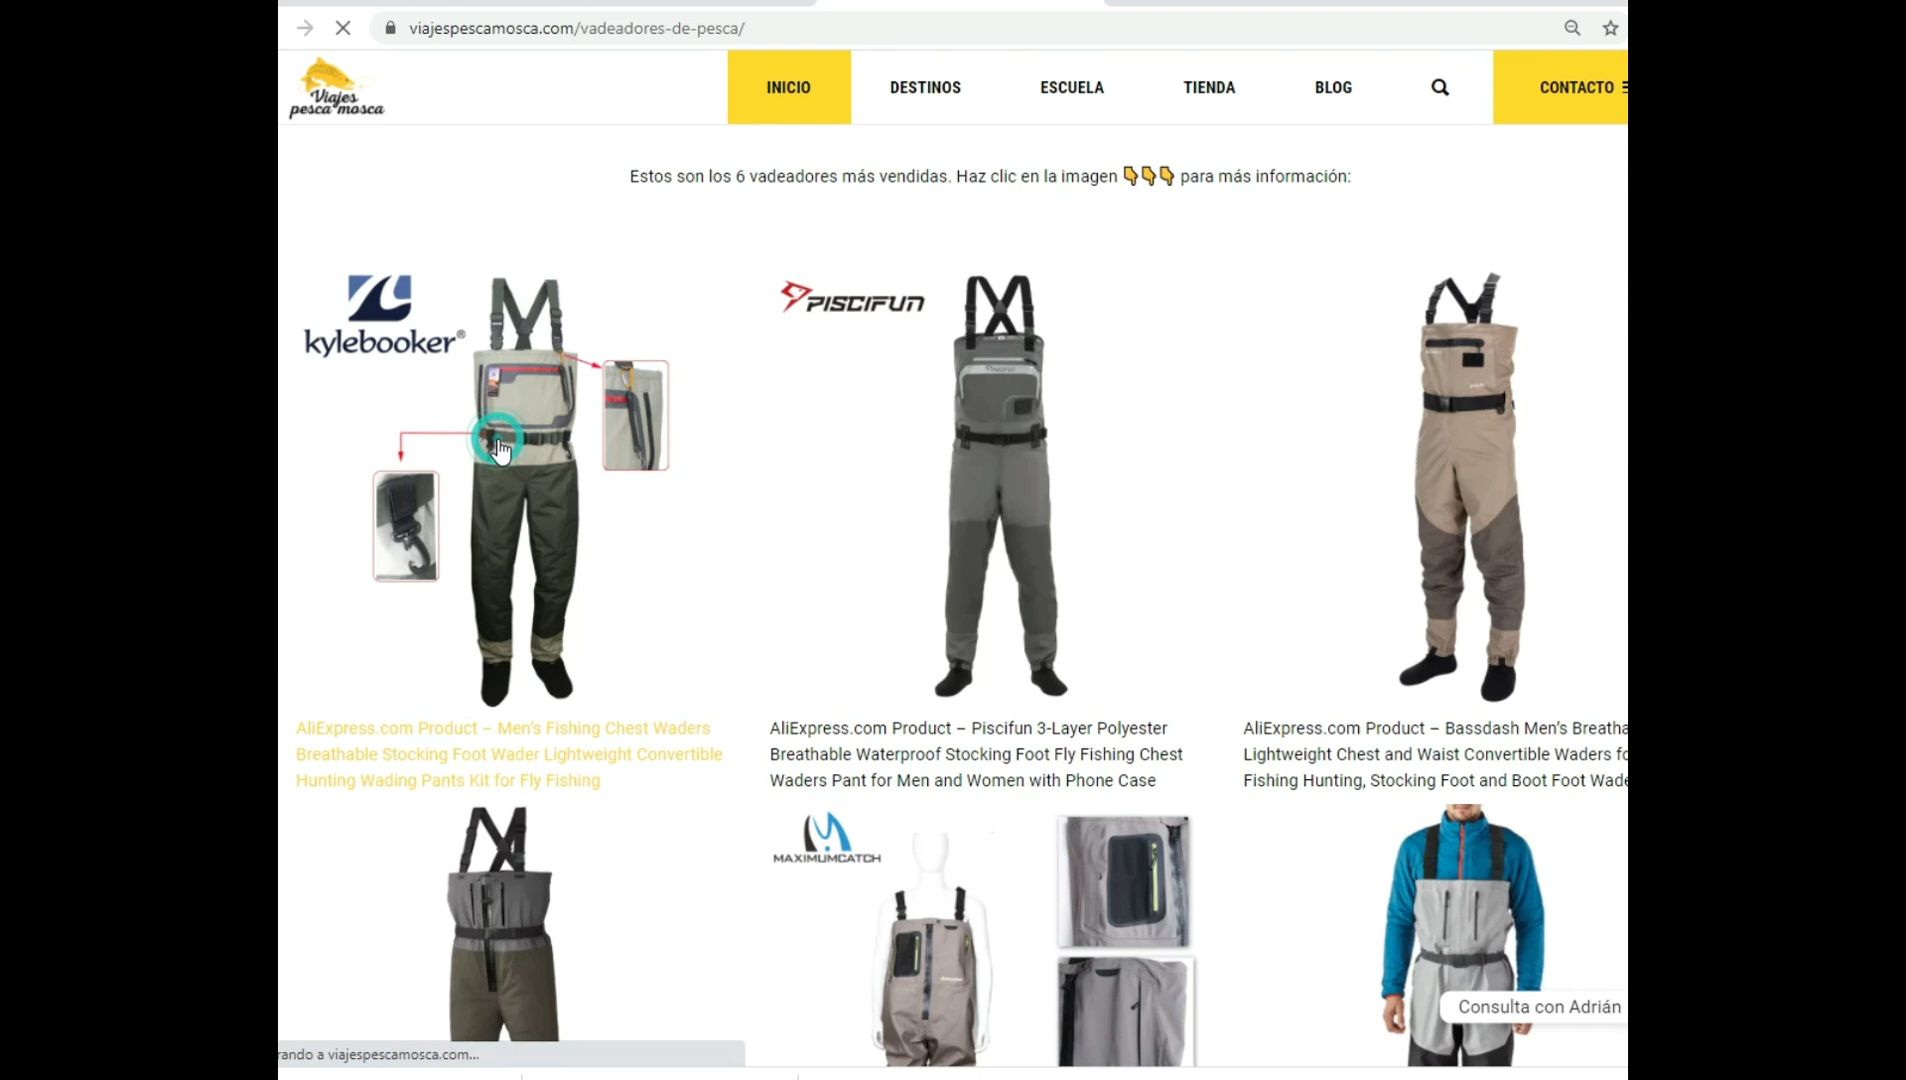 viajespescamosca.com/vadeadores-de-pesca/
Viajes
pesca mosca
INICIO
DESTINOS
ESCUELA
TIENDA
BLOG
CONTACTO
Estos son los 6 vadeadores más vendidas. Haz clic en la imagen 👇👇👇 para más información:
kylebooker®
PISCIFUN
AliExpress.com Product – Men's Fishing Chest Waders
Breathable Stocking Foot Wader Lightweight Convertible
Hunting Wading Pants Kit for Fly Fishing
AliExpress.com Product – Piscifun 3-Layer Polyester
Breathable Waterproof Stocking Foot Fly Fishing Chest
Waders Pant for Men and Women with Phone Case
AliExpress.com Product – Bassdash Men's Breatha
Lightweight Chest and Waist Convertible Waders fo
Fishing Hunting, Stocking Foot and Boot Foot Wade
MAXIMUMCATCH
Consulta con Adrián
rando a viajespescamosca.com...